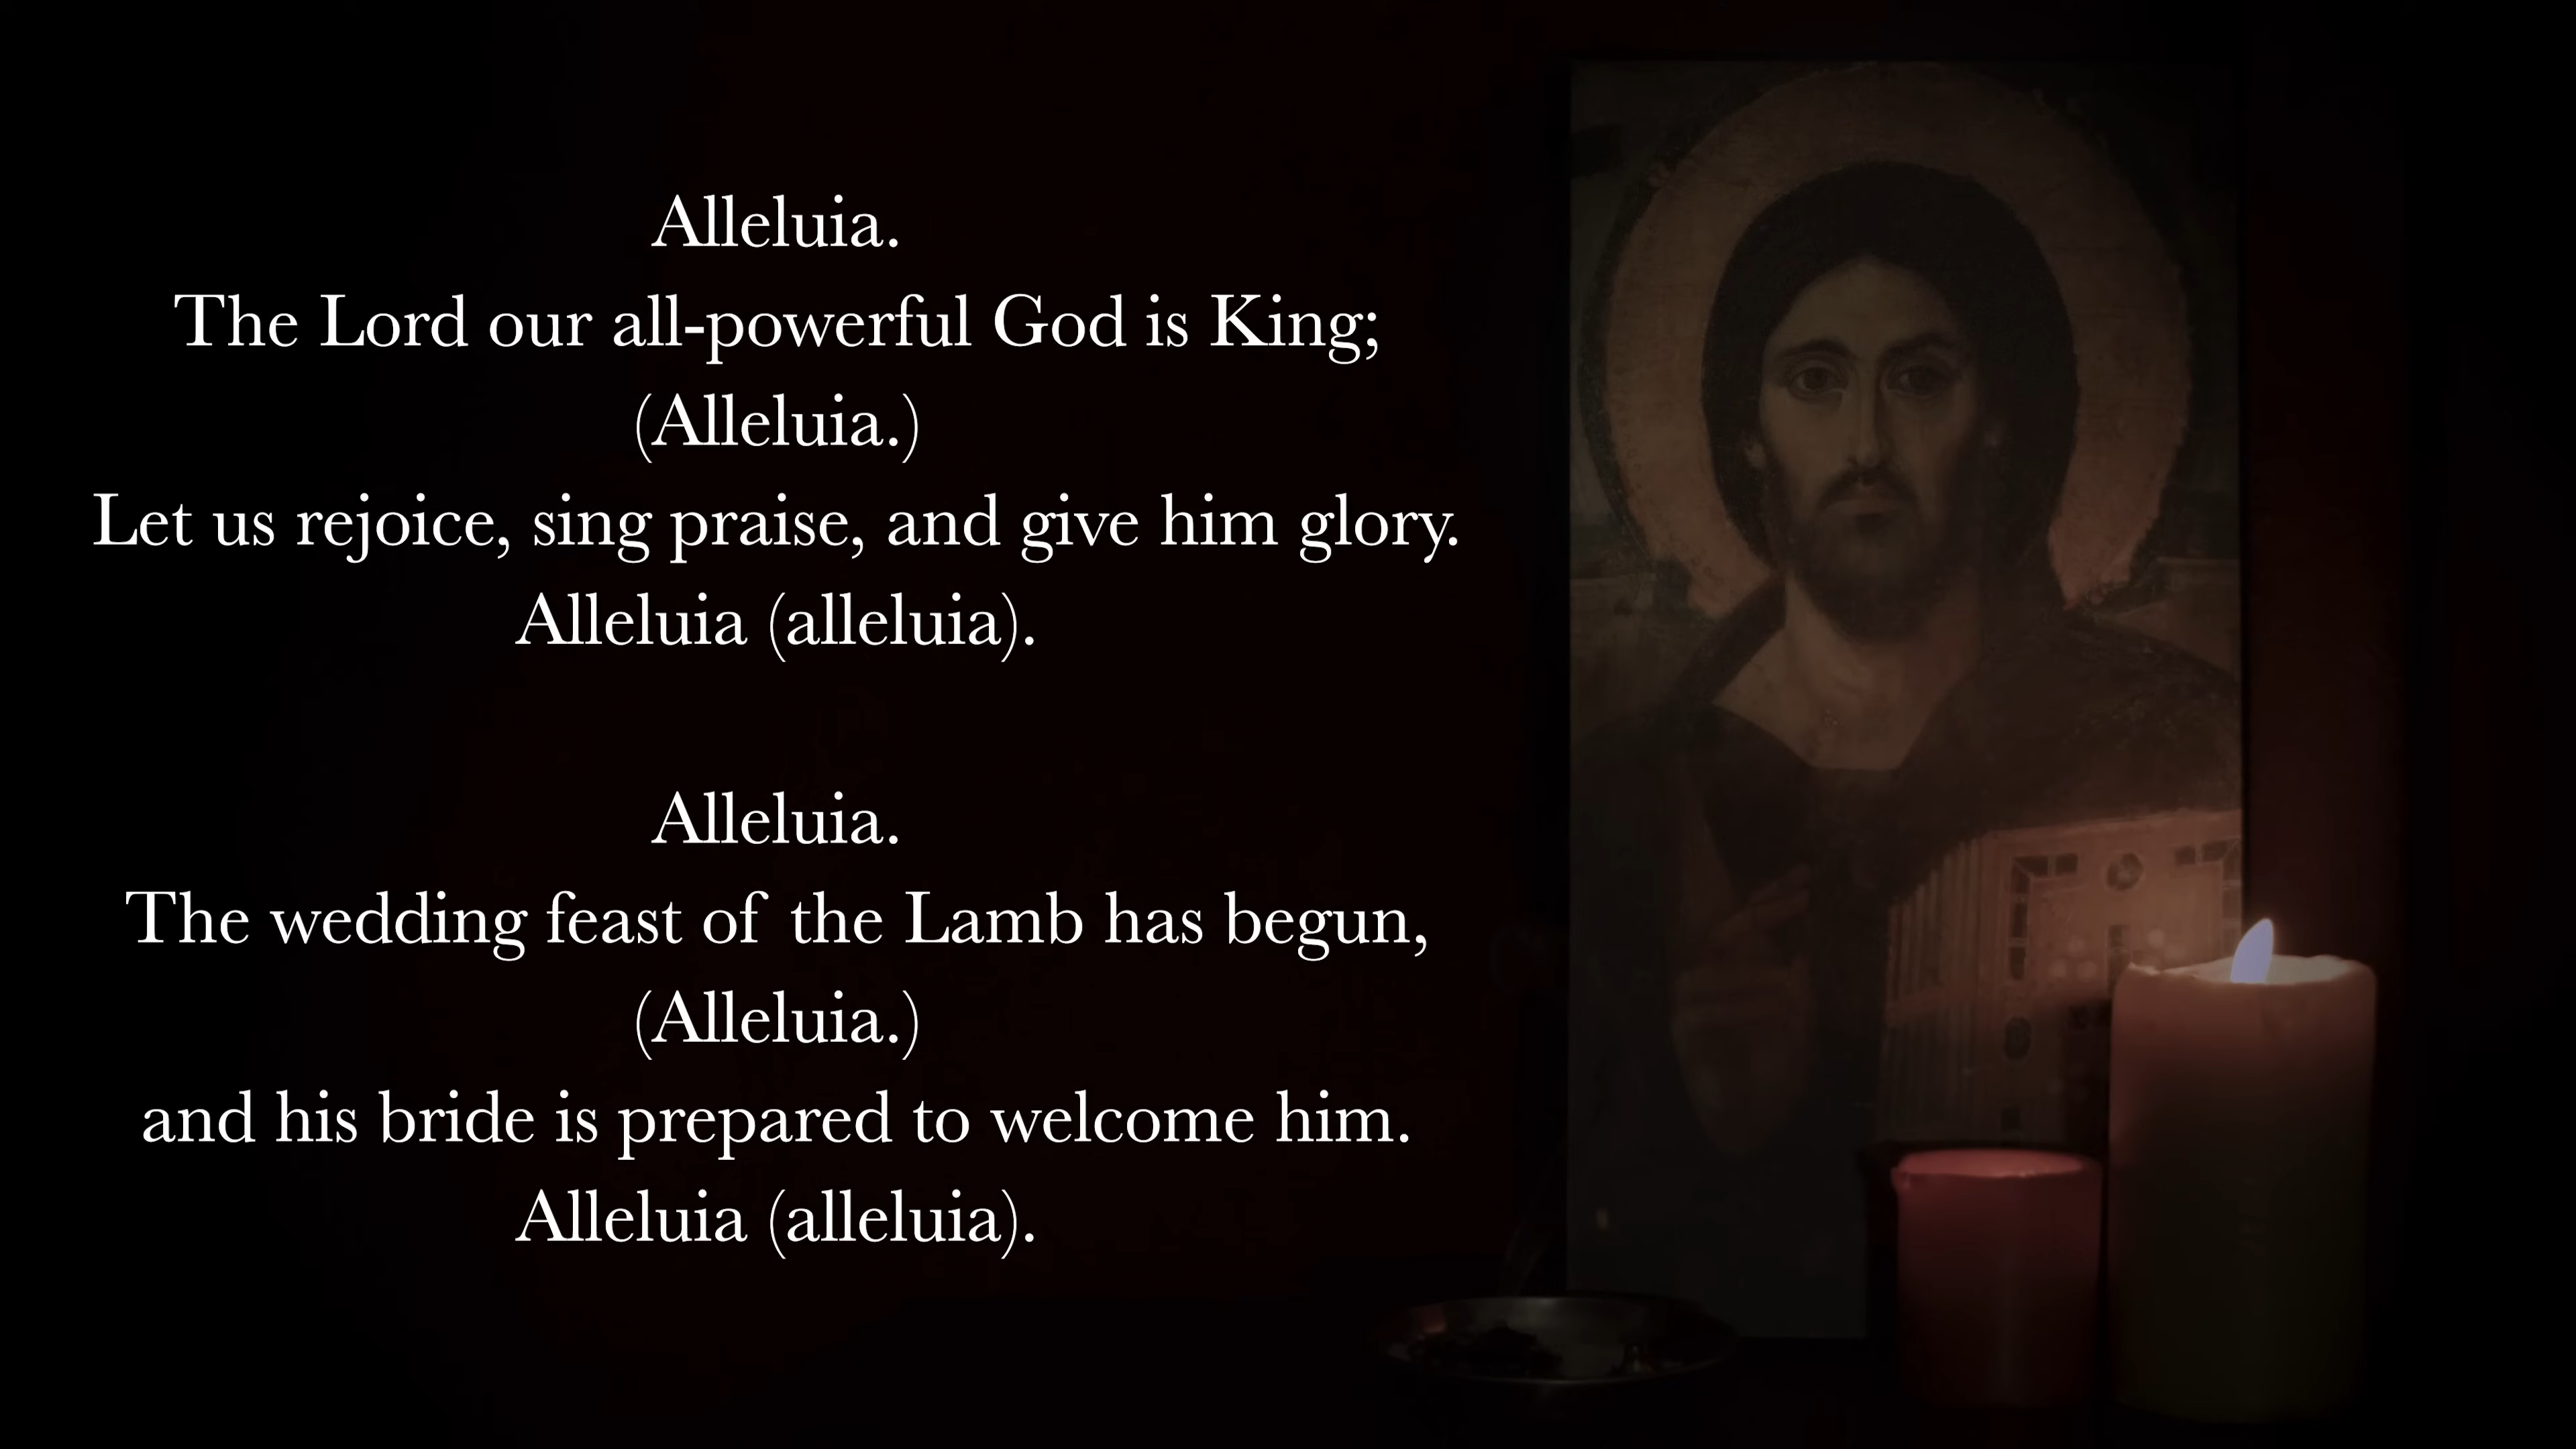 Alleluia.
The Lord our all-powerful God is King;
(Alleluia.)
Let us rejoice, sing praise, and give him glory.
Alleluia (alleluia).
Alleluia.
The wedding feast of the Lamb has begun,
(Alleluia.)
and his bride is prepared to welcome him.
Alleluia (alleluia).